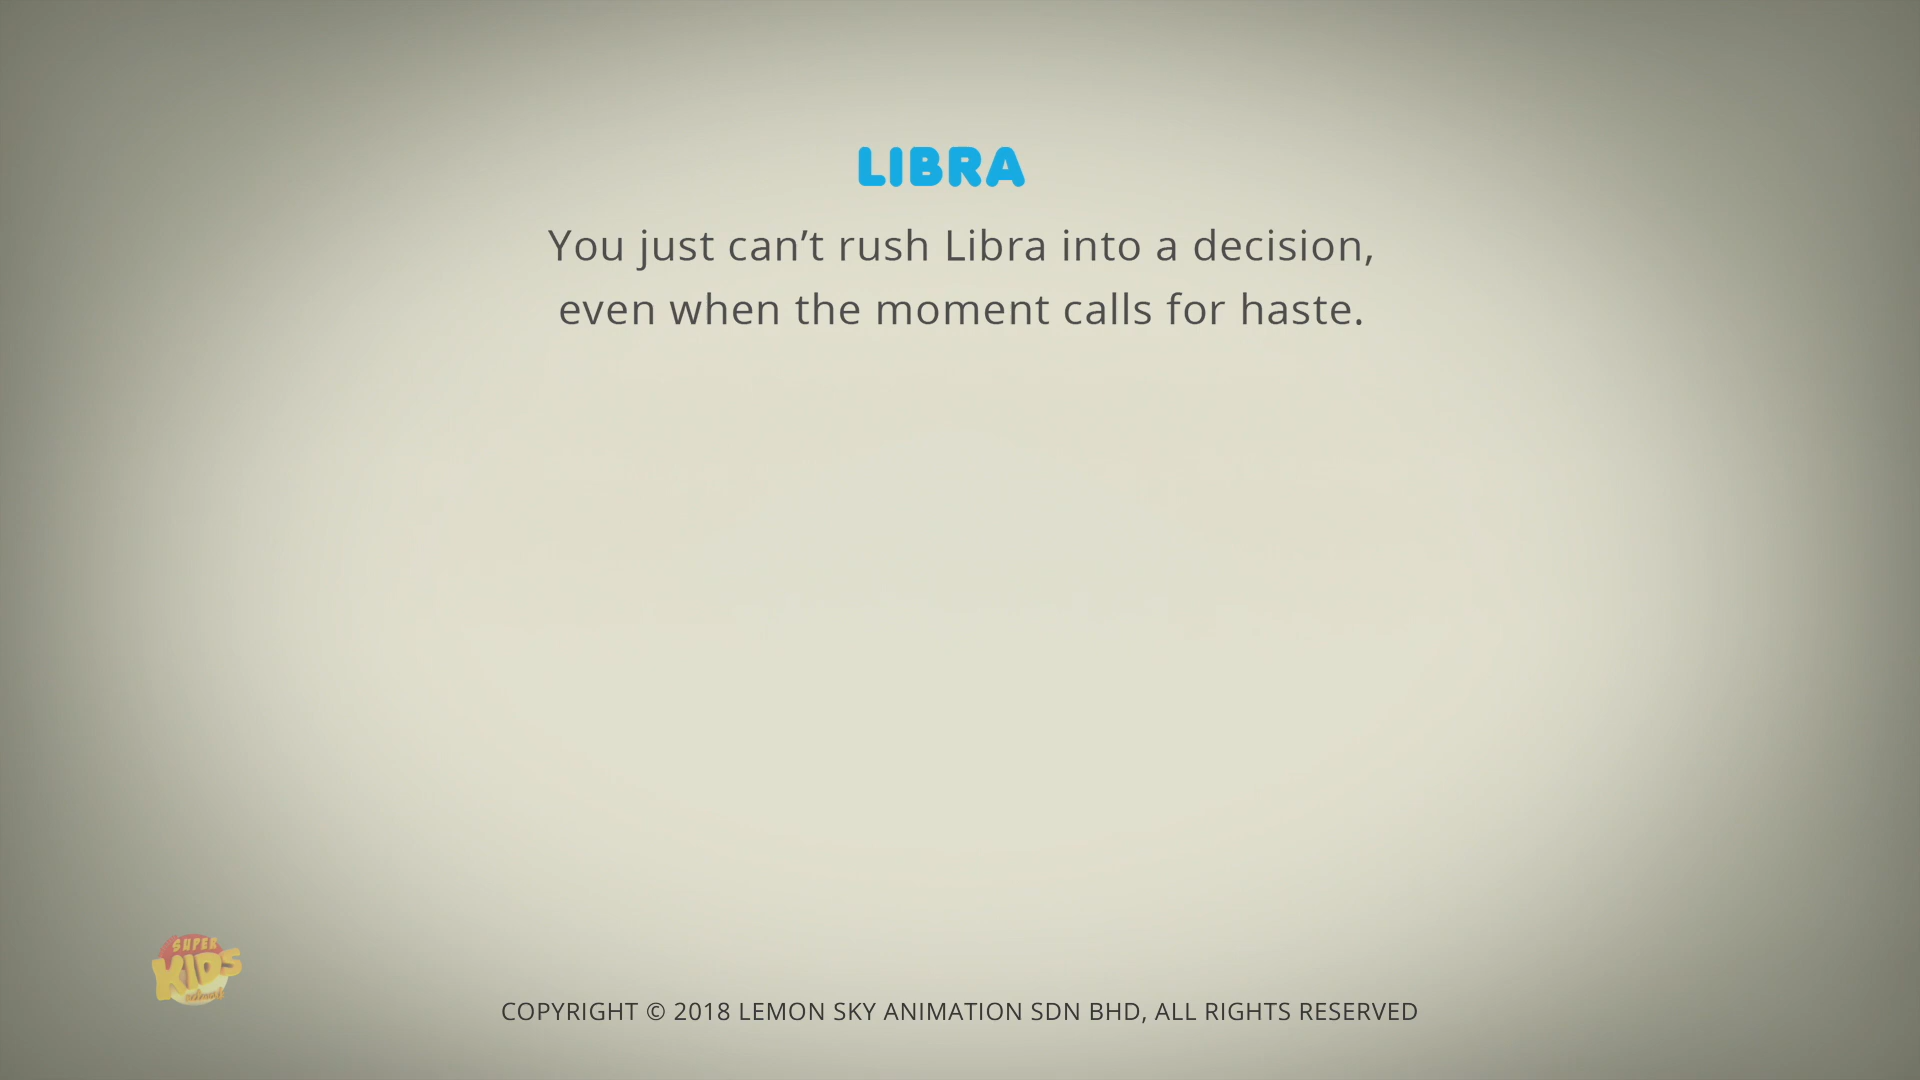 LIBRA
You just can’t rush Libra into a decision,
even when the moment calls for haste.
SUPER
KIDS
COPYRIGHT © 2018 LEMON SKY ANIMATION SDN BHD, ALL RIGHTS RESERVED